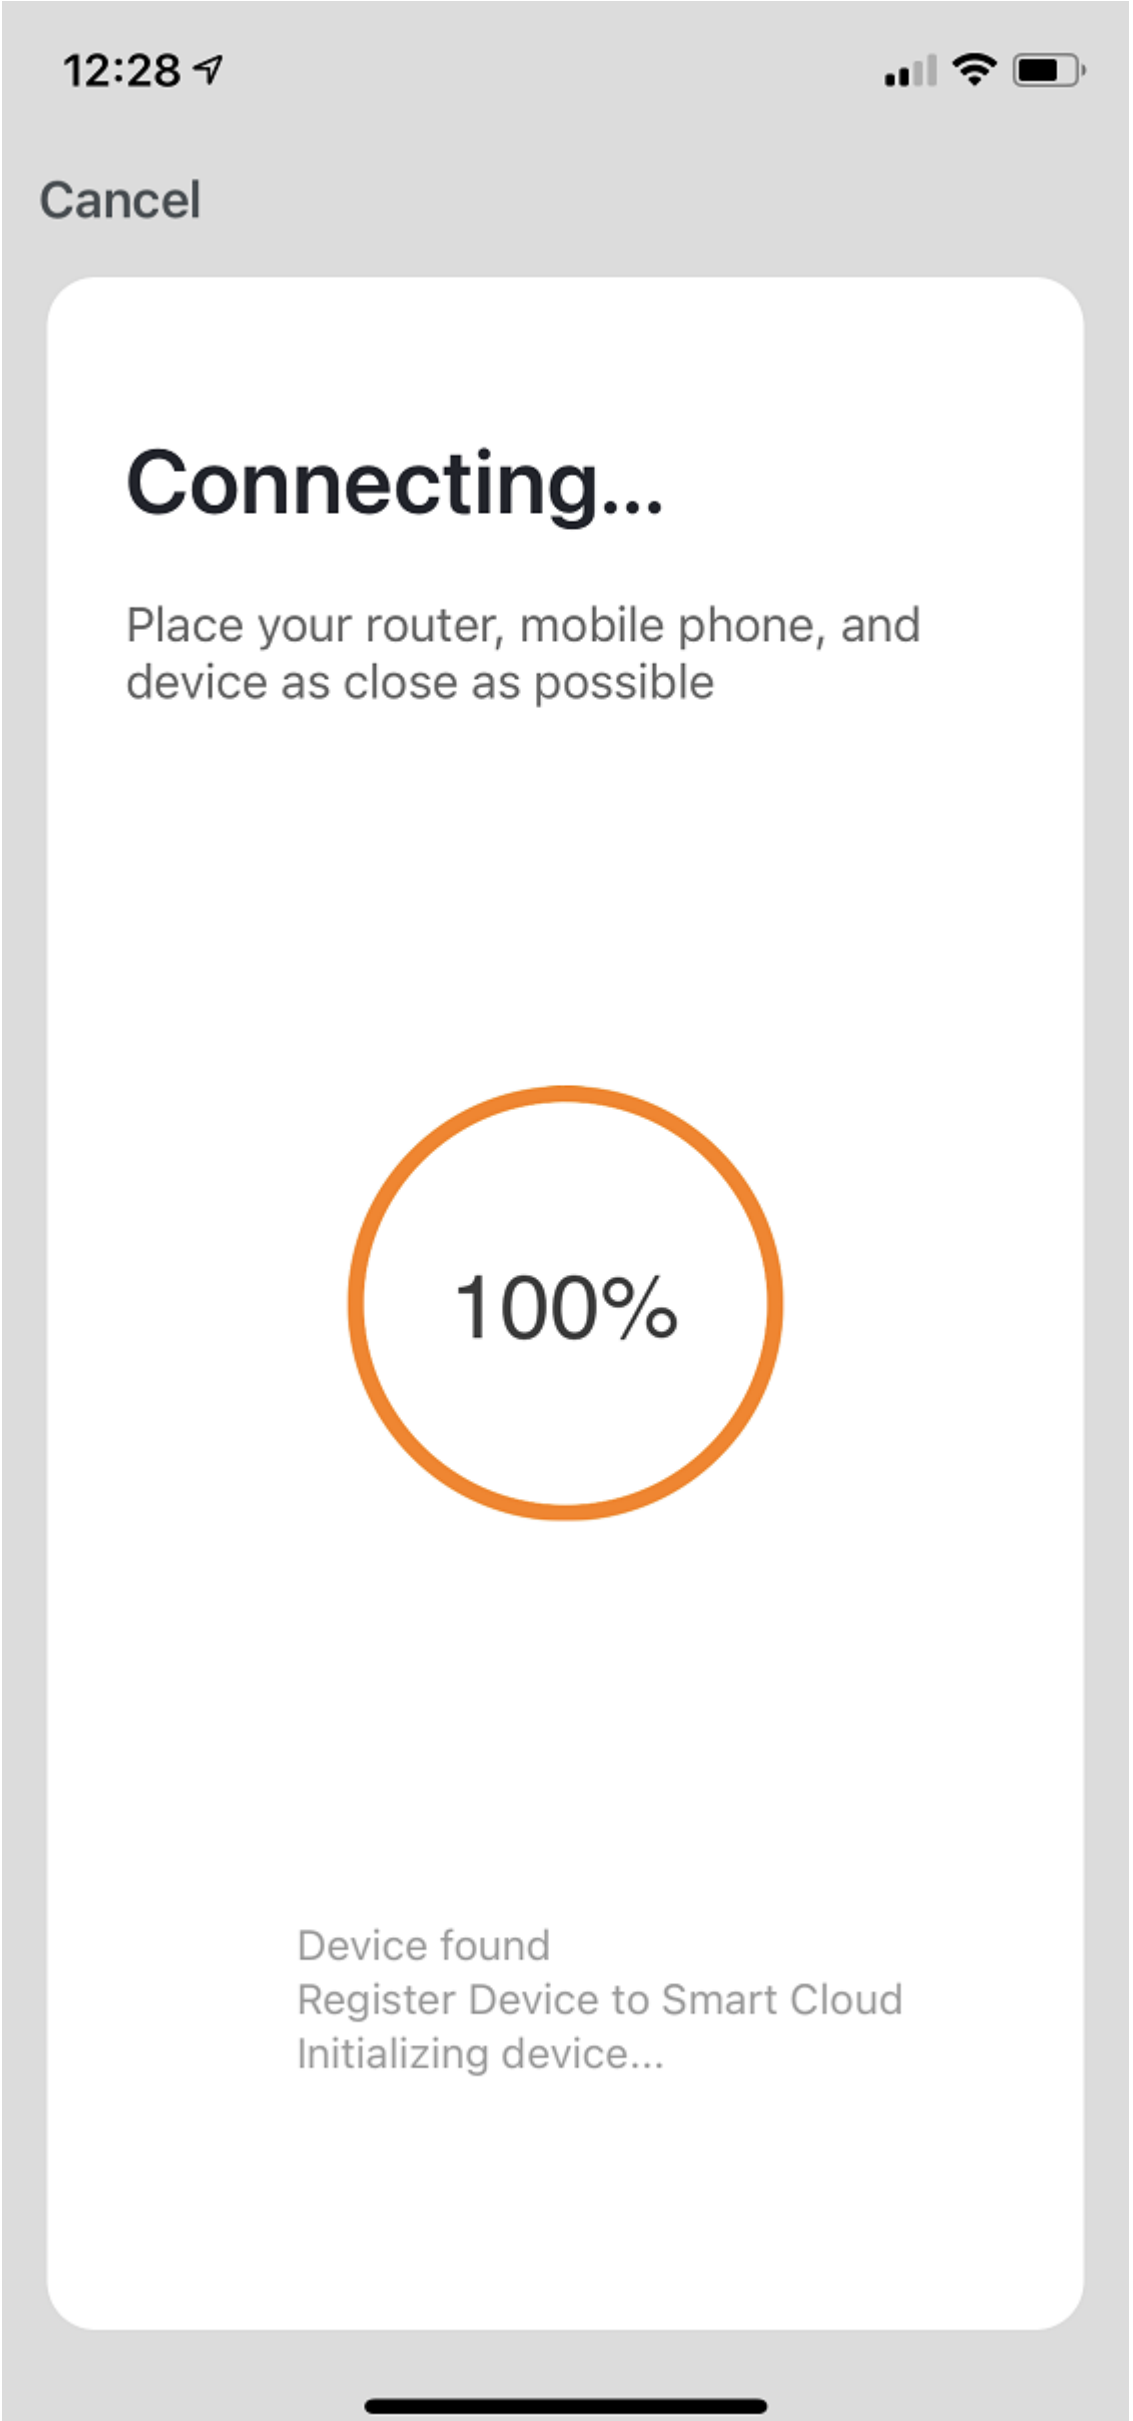 12:28
Cancel
Connecting...
Place your router, mobile phone, and
device as close as possible
100%
Device found
Register Device to Smart Cloud
Initializing device...